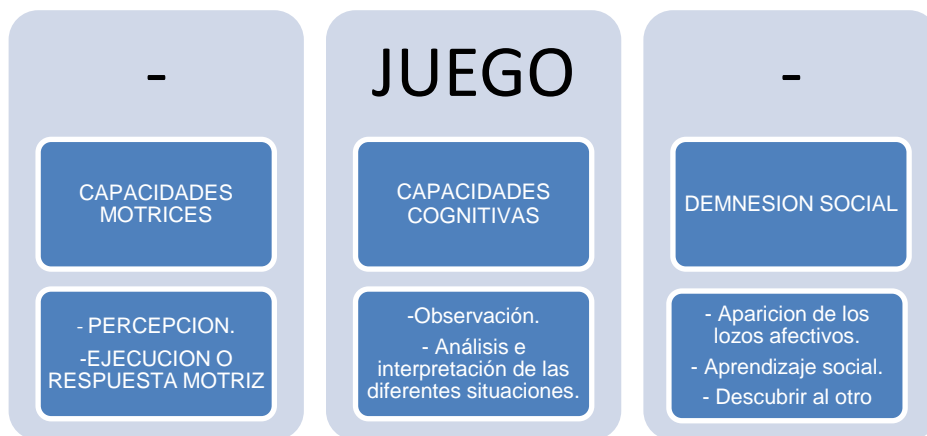 -
CAPACIDADES
MOTRICES
- PERCEPCION.
-EJECUCION O
RESPUESTA MOTRIZ
JUEGO
CAPACIDADES
COGNITIVAS
-Observación.
- Análisis e
interpretación de las
diferentes situaciones.
-
DEMNESION SOCIAL
- Aparicion de los
lozos afectivos.
- Aprendizaje social.
- Descubrir al otro